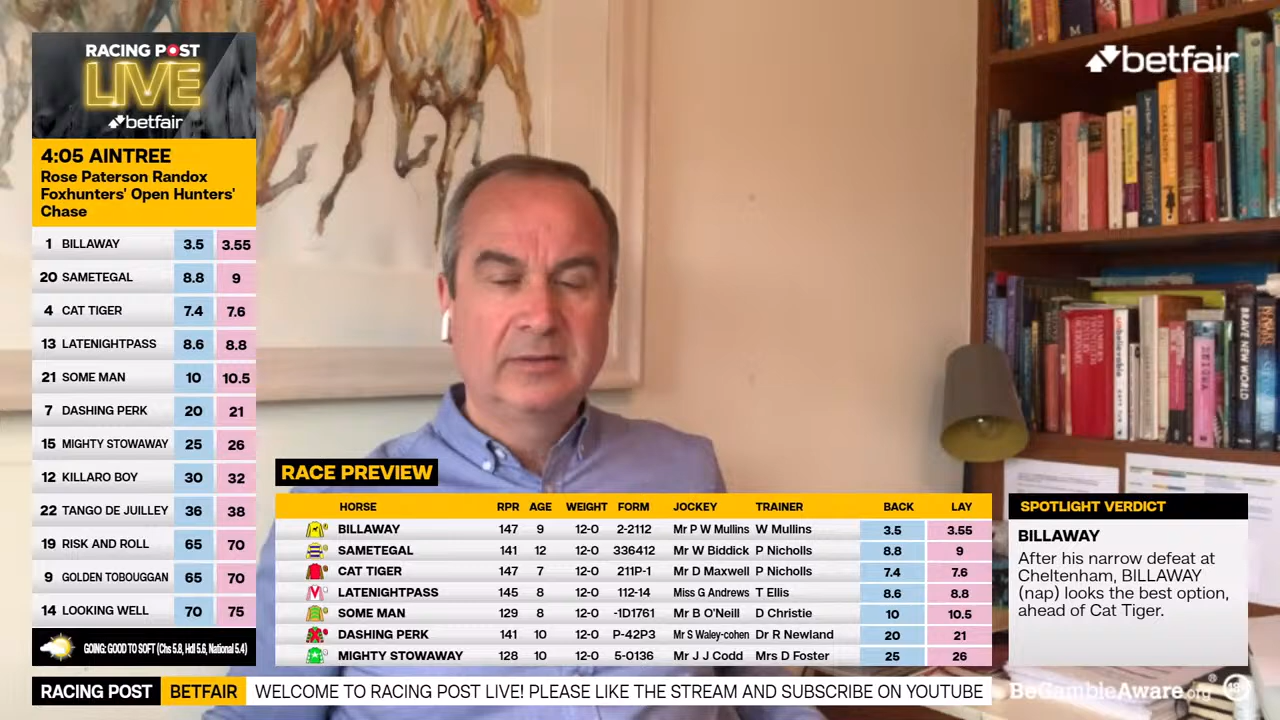 RACING POST
LIVE
betfair
4:05 AINTREE
Rose Paterson Randox
Foxhunters' Open Hunters'
Chase
1 BILLAWAY 3.5 3.55
20 SAMETEGAL 8.8 9
4 CAT TIGER 7.4 7.6
13 LATENIGHTPASS 8.6 8.8
21 SOME MAN 10 10.5
7 DASHING PERK 20 21
15 MIGHTY STOWAWAY 25 26
12 KILLARO BOY 30 32
22 TANGO DE JUILLEY 36 38
19 RISK AND ROLL 65 70
9 GOLDEN TOBOUGGAN 65 70
14 LOOKING WELL 70 75
GOING: GOOD TO SOFT (Chs 5.8, Hdl 5.6, National 5.4)
betfair
BRAVE NEW WORLD
RACE PREVIEW
HORSE RPR AGE WEIGHT FORM JOCKEY TRAINER BACK LAY
BILLAWAY 147 9 12-0 2-2112 Mr P W Mullins W Mullins 3.5 3.55
SAMETEGAL 141 12 12-0 336412 Mr W Biddick P Nicholls 8.8 9
CAT TIGER 147 7 12-0 211P-1 Mr D Maxwell P Nicholls 7.4 7.6
LATENIGHTPASS 145 8 12-0 112-14 Miss G Andrews T Ellis 8.6 8.8
SOME MAN 129 8 12-0 -1D1761 Mr B O'Neill D Christie 10 10.5
DASHING PERK 141 10 12-0 P-42P3 Mr S Waley-cohen Dr R Newland 20 21
MIGHTY STOWAWAY 128 10 12-0 5-0136 Mr J J Codd Mrs D Foster 25 26
SPOTLIGHT VERDICT
BILLAWAY
After his narrow defeat at
Cheltenham, BILLAWAY
(nap) looks the best option,
ahead of Cat Tiger.
RACING POST BETFAIR WELCOME TO RACING POST LIVE! PLEASE LIKE THE STREAM AND SUBSCRIBE ON YOUTUBE
BeGambleAware.org® 18